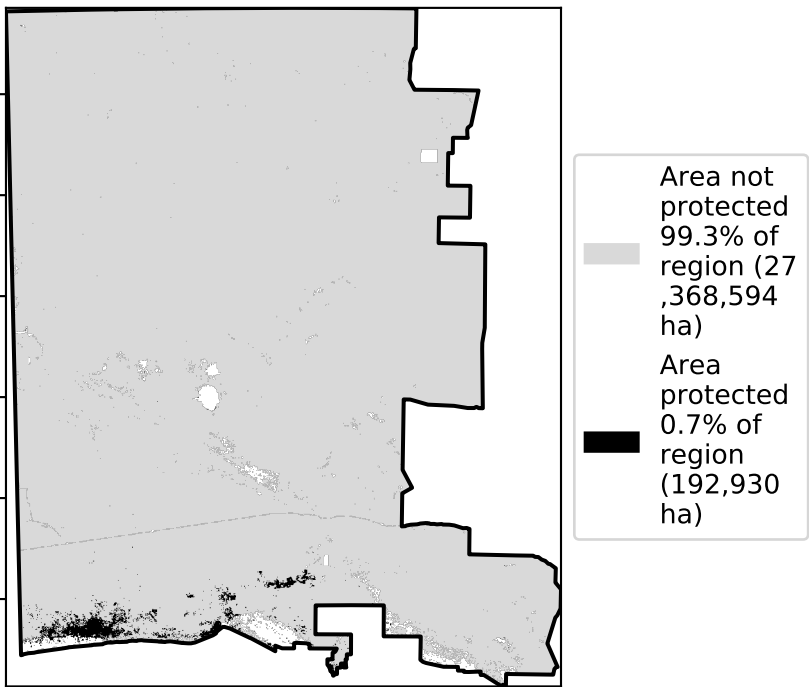 Area not
protected
99.3% of
region (27
,368,594
ha)
Area
protected
0.7% of
region
(192,930
ha)